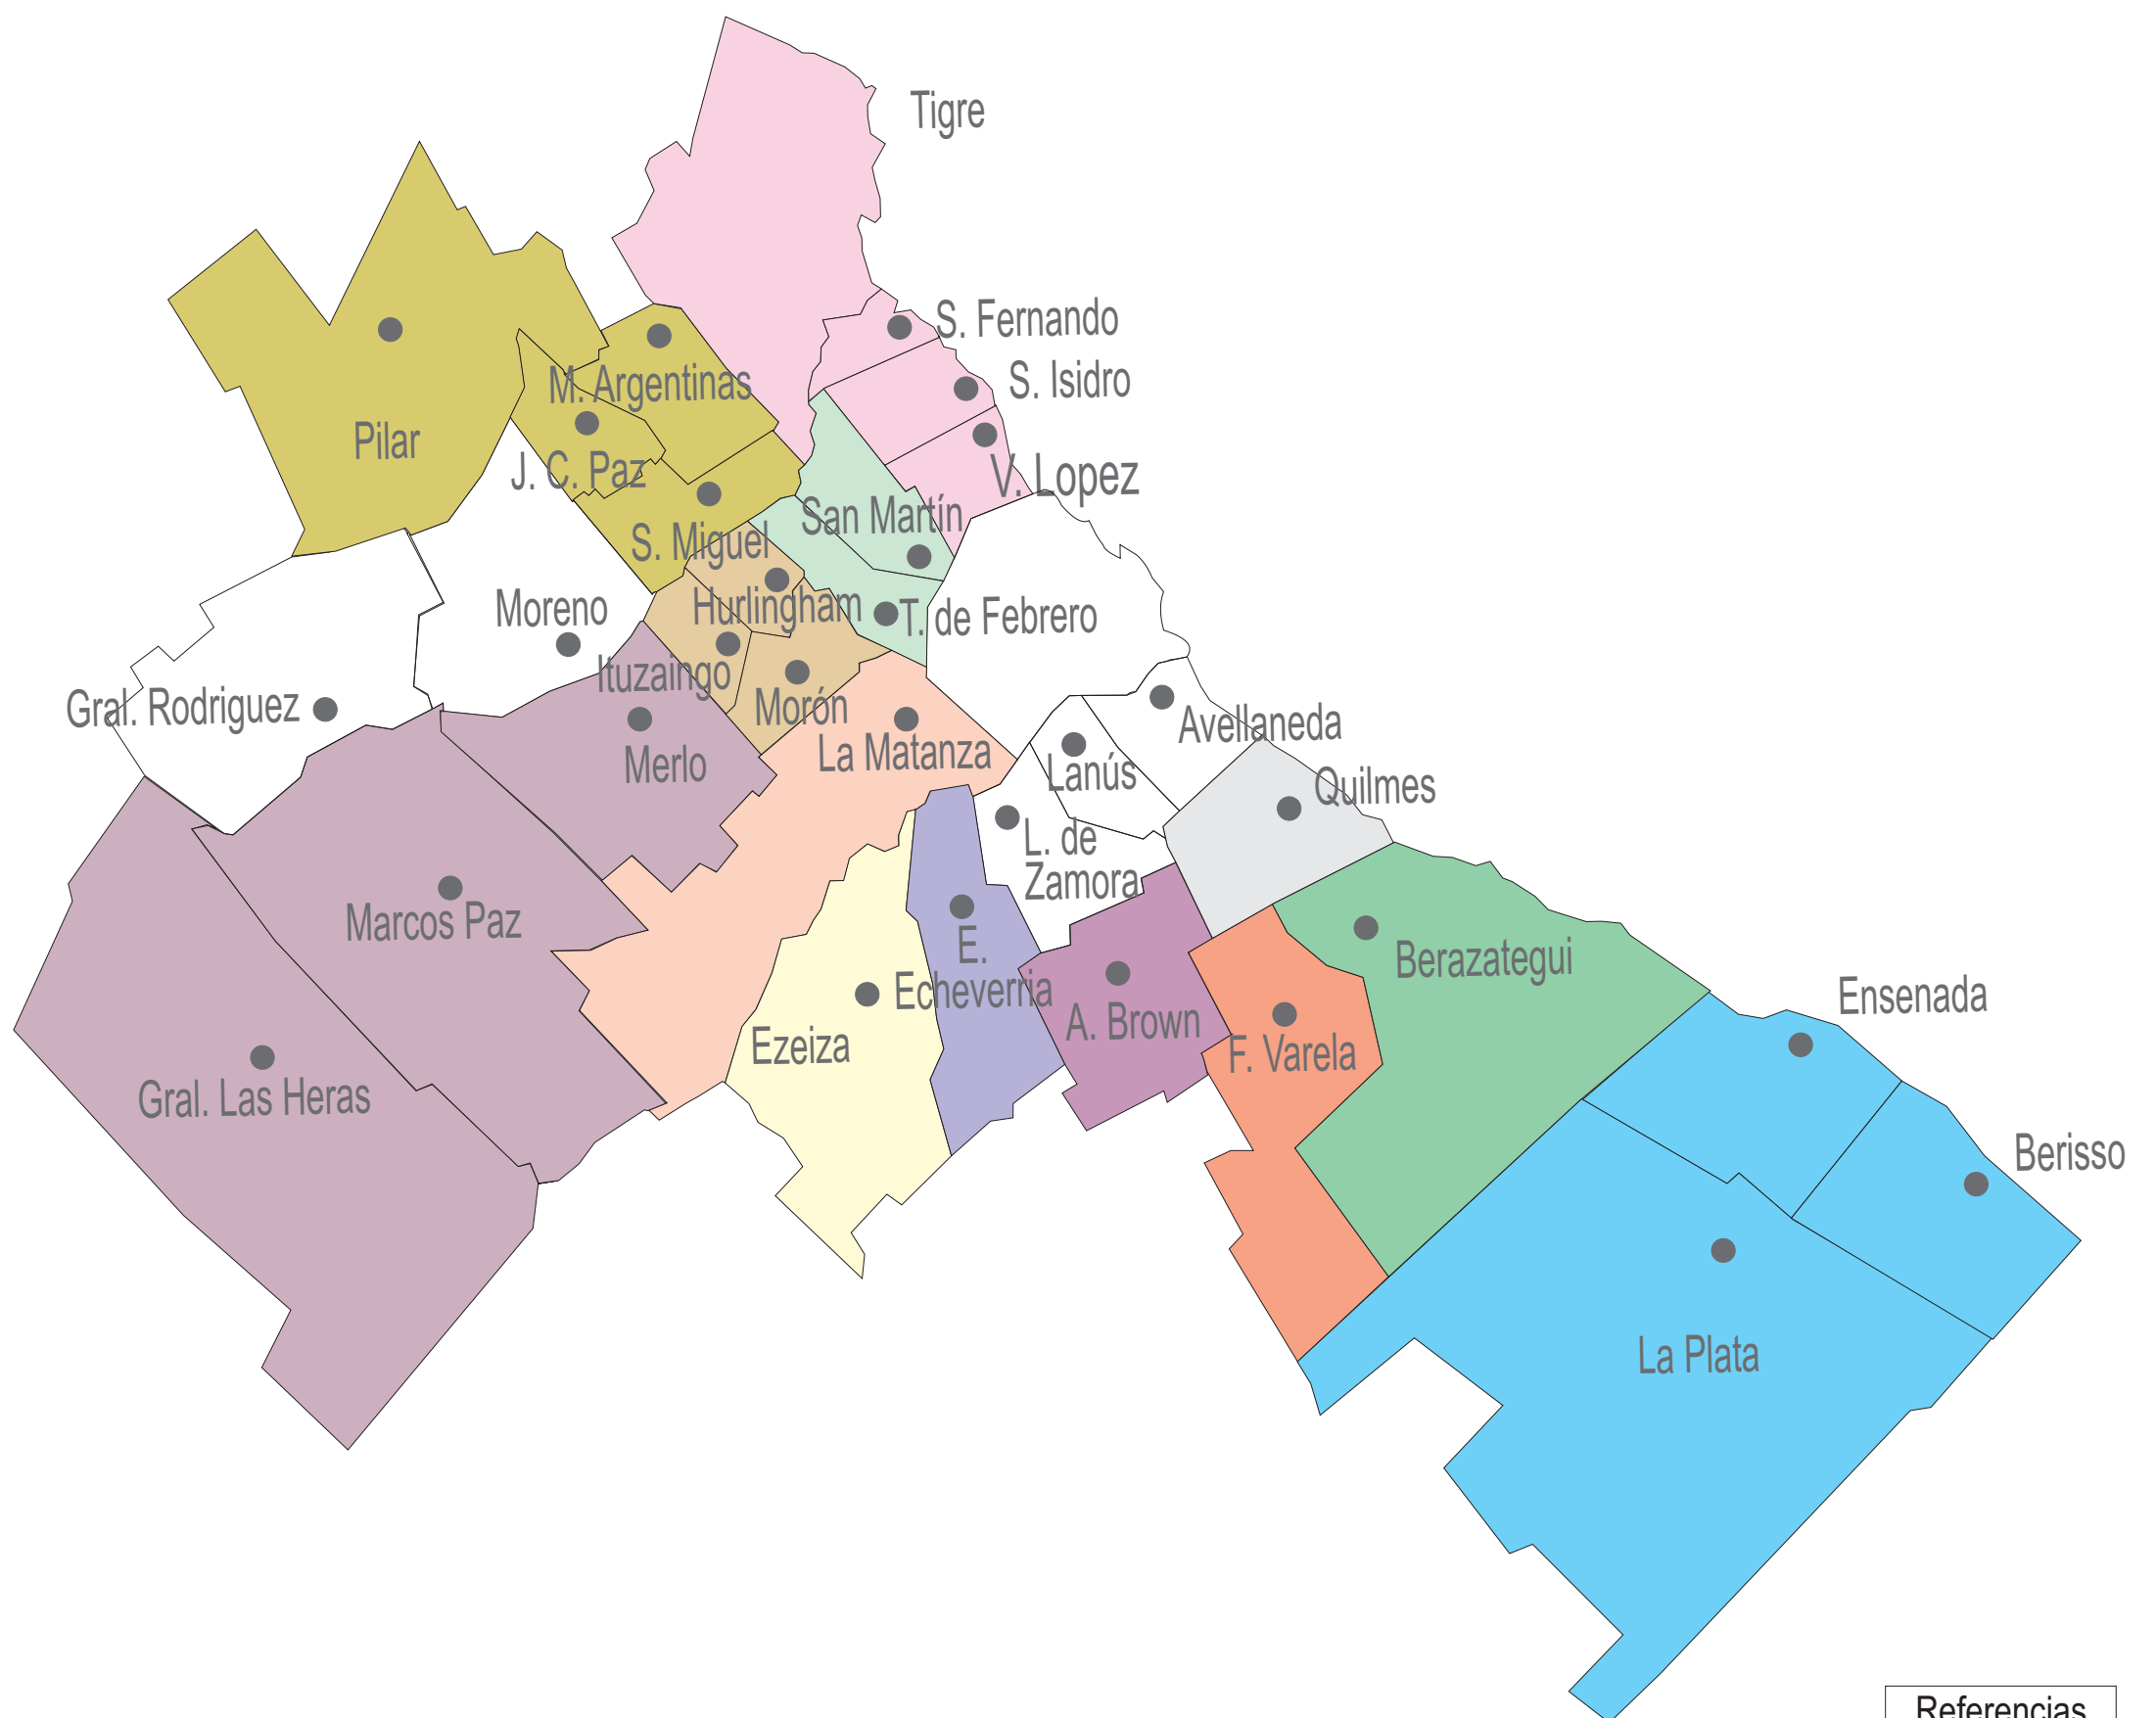 Tigre
S. Fernando
S. Isidro
M. Argentinas
Pilar
J. C. Paz
V. Lopez
San Martín
S. Miguel
Moreno
Hurlingham
T. de Febrero
Ituzaingo
Gral. Rodriguez
Morón
Avellaneda
La Matanza
Merlo
Lanús
Quilmes
L. de
Zamora
Marcos Paz
E.
Echeverria
Berazategui
Ensenada
A. Brown
Ezeiza
F. Varela
Gral. Las Heras
Berisso
La Plata
Referencias